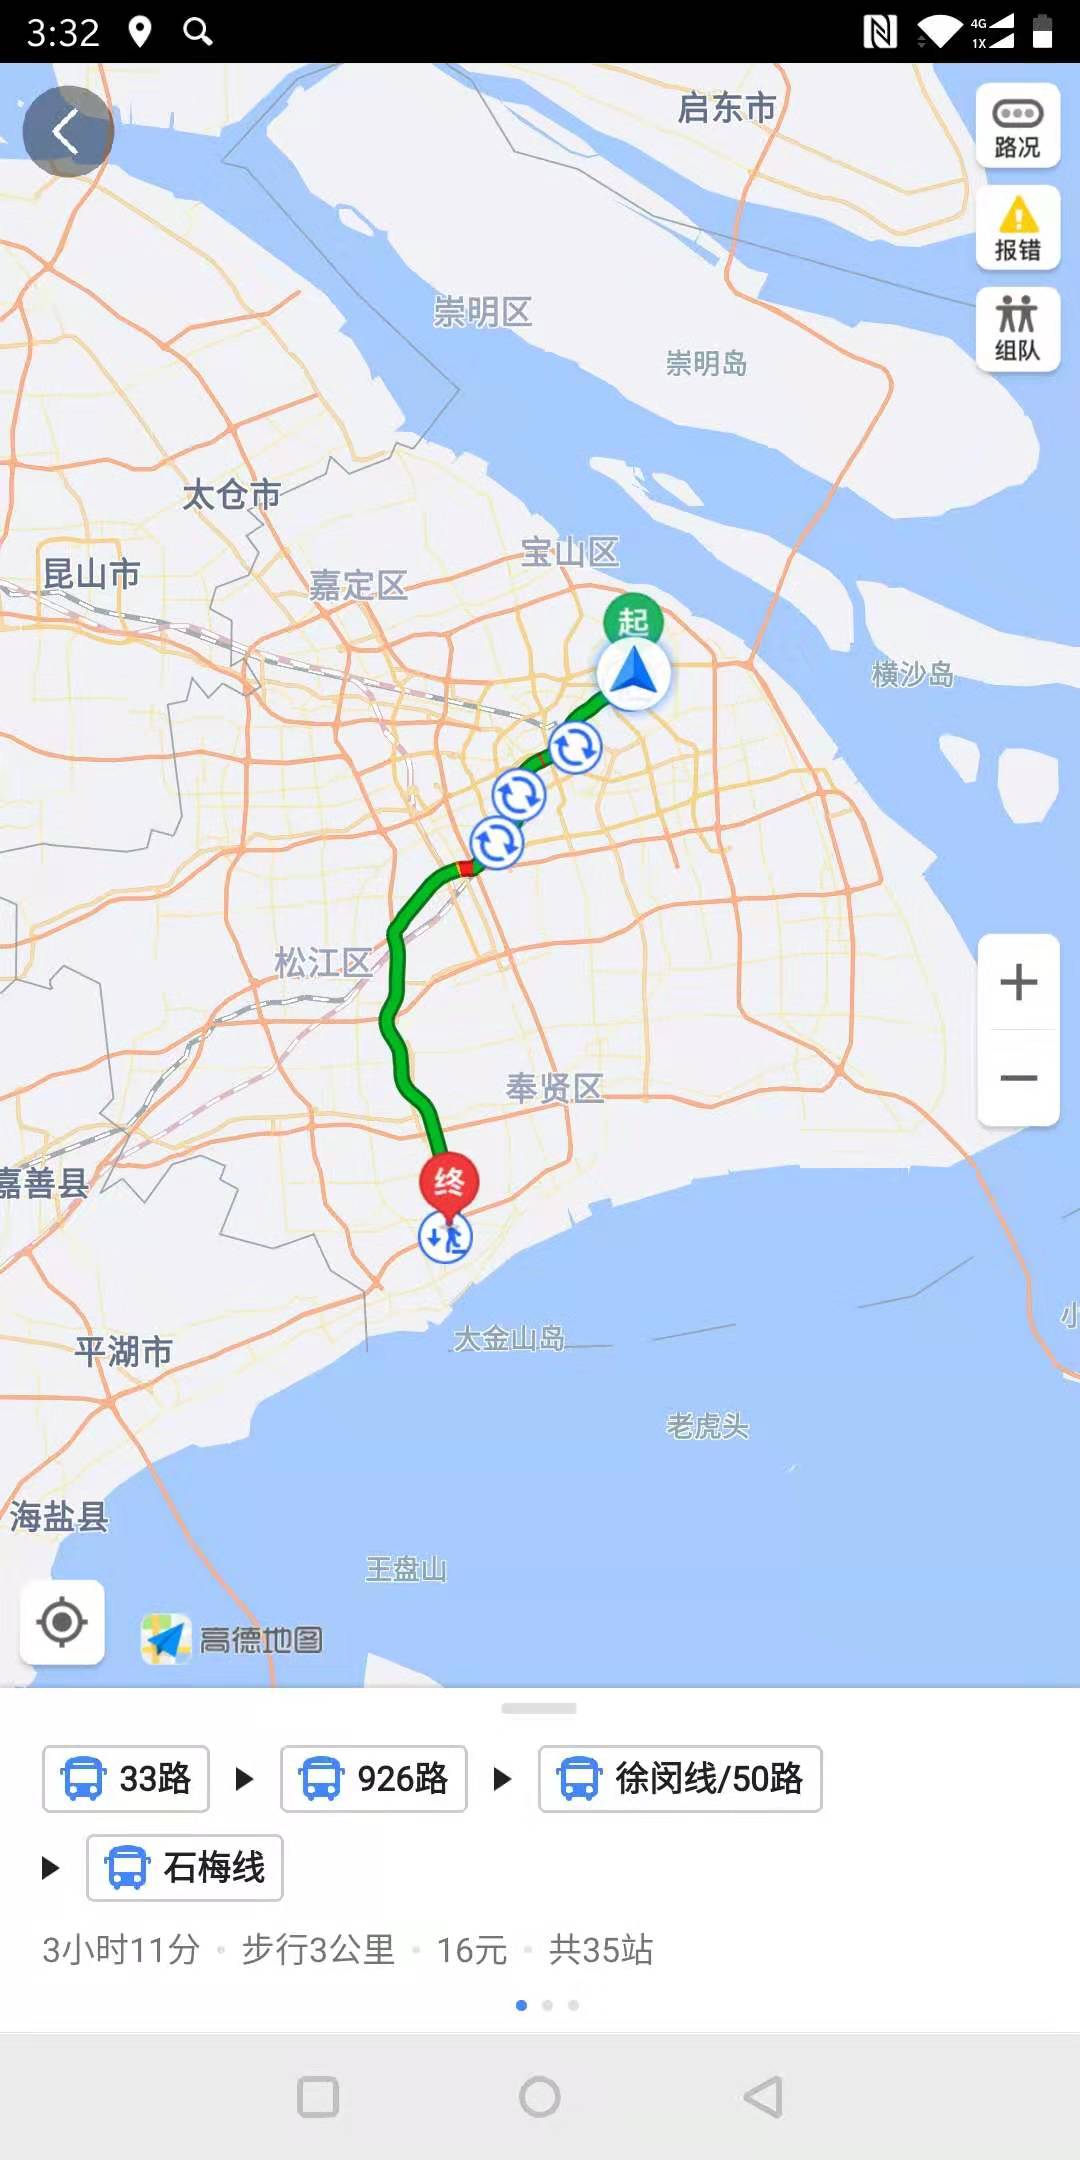 3:32
4G
1X
启东市
路况
报错
组队
崇明区
崇明岛
太仓市
昆山市
宝山区
嘉定区
起
横沙岛
松江区
奉贤区
嘉善县
终
大金山岛
小
平湖市
老虎头
海盐县
王盘山
高德地图
33路
926路
徐闵线/50路
石梅线
3小时11分 · 步行3公里 · 16元 · 共35站